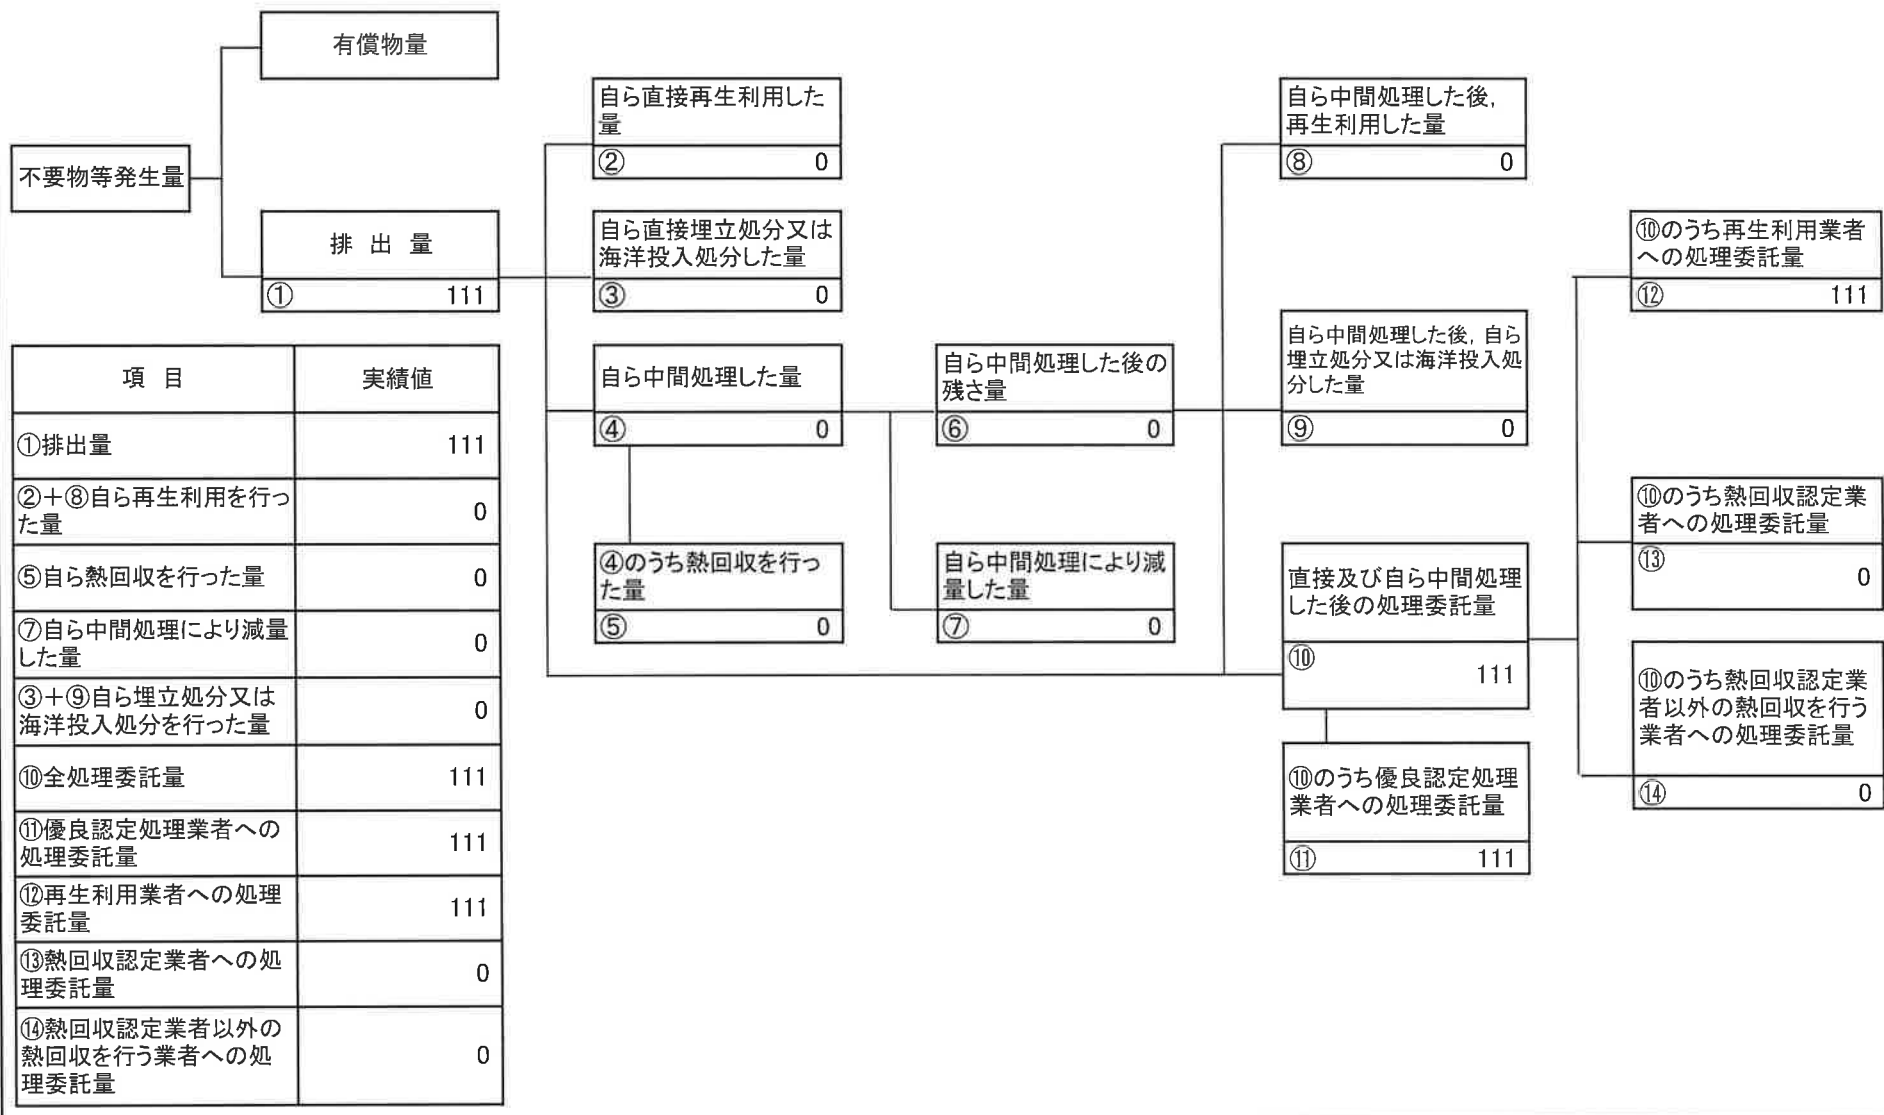 有償物量
不要物等発生量
排 出 量
① 111
自ら直接再生利用した
量
② 0
自ら直接埋立処分又は
海洋投入処分した量
③ 0
自ら中間処理した量
④ 0
④のうち熱回収を行っ
た量
⑤ 0
自ら中間処理した後の
残さ量
⑥ 0
自ら中間処理により減
量した量
⑦ 0
自ら中間処理した後,
再生利用した量
⑧ 0
自ら中間処理した後, 自ら
埋立処分又は海洋投入処
分した量
⑨ 0
直接及び自ら中間処理
した後の処理委託量
⑩ 111
⑩のうち優良認定処理
業者への処理委託量
⑪ 111
⑩のうち再生利用業者
への処理委託量
⑫ 111
⑩のうち熱回収認定業
者への処理委託量
⑬ 0
⑩のうち熱回収認定業
者以外の熱回収を行う
業者への処理委託量
⑭ 0
項 目 実績値
①排出量 111
②+⑧自ら再生利用を行っ
た量 0
⑤自ら熱回収を行った量 0
⑦自ら中間処理により減量
した量 0
③+⑨自ら埋立処分又は
海洋投入処分を行った量 0
⑩全処理委託量 111
⑪優良認定処理業者への
処理委託量 111
⑫再生利用業者への処理
委託量 111
⑬熱回収認定業者への処
理委託量 0
⑭熱回収認定業者以外の
熱回収を行う業者への処
理委託量 0